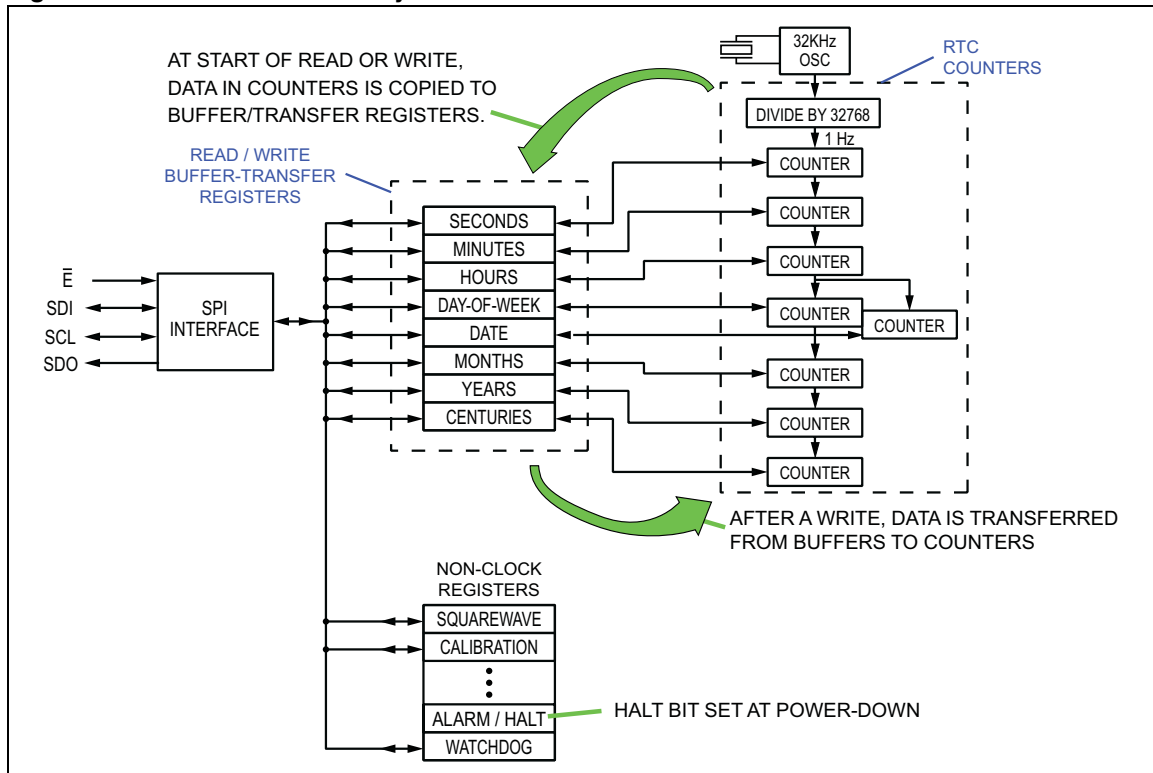 AT START OF READ OR WRITE,
DATA IN COUNTERS IS COPIED TO
BUFFER/TRANSFER REGISTERS.
32KHz
OSC
RTC
COUNTERS
DIVIDE BY 32768
1 Hz
READ / WRITE
BUFFER-TRANSFER
REGISTERS
COUNTER
COUNTER
COUNTER
COUNTER
COUNTER
COUNTER
COUNTER
COUNTER
SECONDS
MINUTES
HOURS
DAY-OF-WEEK
DATE
MONTHS
YEARS
CENTURIES
E̅
SDI
SCL
SDO
SPI
INTERFACE
AFTER A WRITE, DATA IS TRANSFERRED
FROM BUFFERS TO COUNTERS
NON-CLOCK
REGISTERS
SQUAREWAVE
CALIBRATION
ALARM / HALT
WATCHDOG
HALT BIT SET AT POWER-DOWN